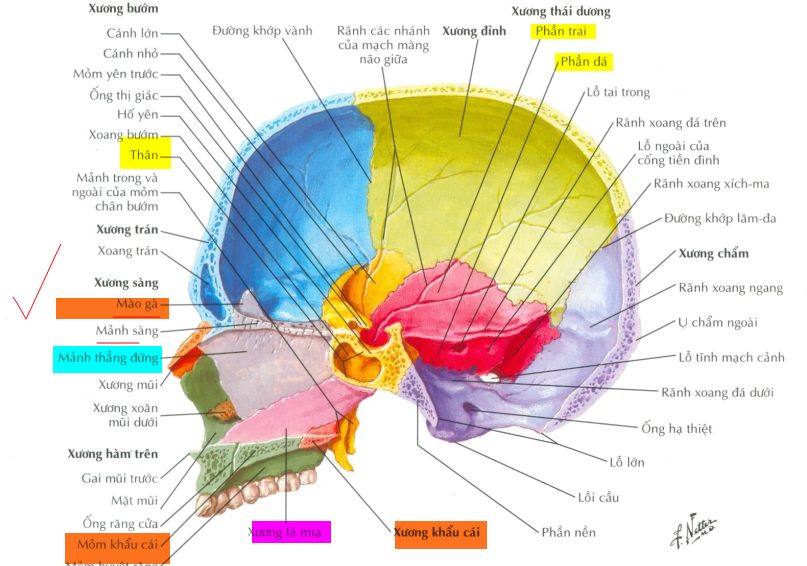 Xương bướm
Cánh lớn
Cánh nhỏ
Mỏm yên trước
Ống thị giác
Hố yên
Xoang bướm
Thân
Mảnh trong và
ngoài của mỏm
chân bướm
Xương trán
Xoang trán
Xương sàng
Mào gà
Mảnh sàng
Mảnh thẳng đứng
Xương mũi
Xương xoăn
mũi dưới
Xương hàm trên
Gai mũi trước
Mặt mũi
Ống răng cửa
Mỏm khẩu cái
Mỏm huyệt răng
Đường khớp vành
Rãnh các nhánh
của mạch màng
não giữa
Xương đỉnh
Xương thái dương
Phần trai
Phần đá
Lỗ tai trong
Rãnh xoang đá trên
Lỗ ngoài của
cống tiền đình
Rãnh xoang xích-ma
Đường khớp lăm-da
Xương chẩm
Rãnh xoang ngang
Ụ chẩm ngoài
Lỗ tĩnh mạch cảnh
Rãnh xoang đá dưới
Ống hạ thiệt
Lỗ lớn
Lồi cầu
Phần nền
Xương khẩu cái
Xương lá mía
F. Netter
M.D.